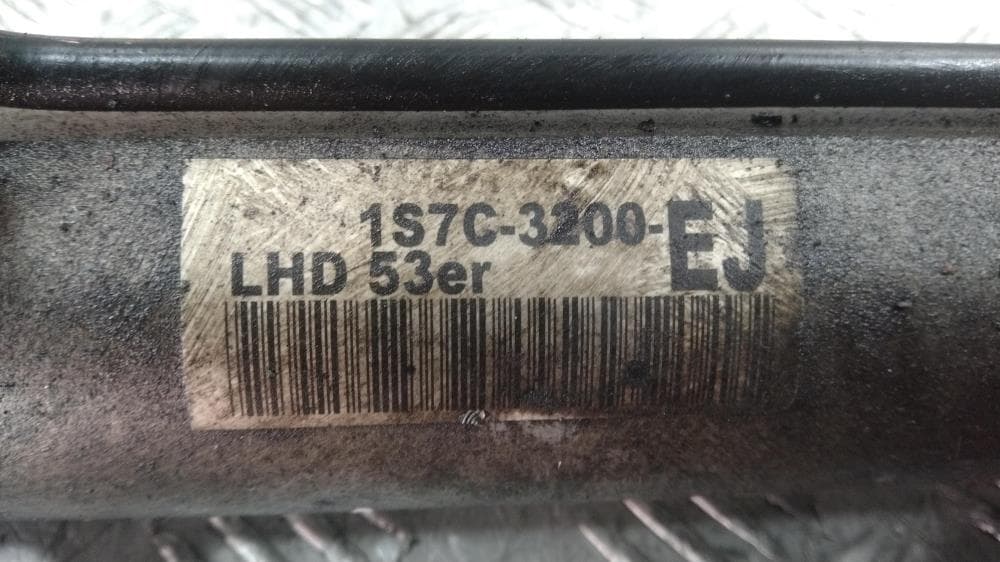 1S7C-3200-EJ
LHD 53er